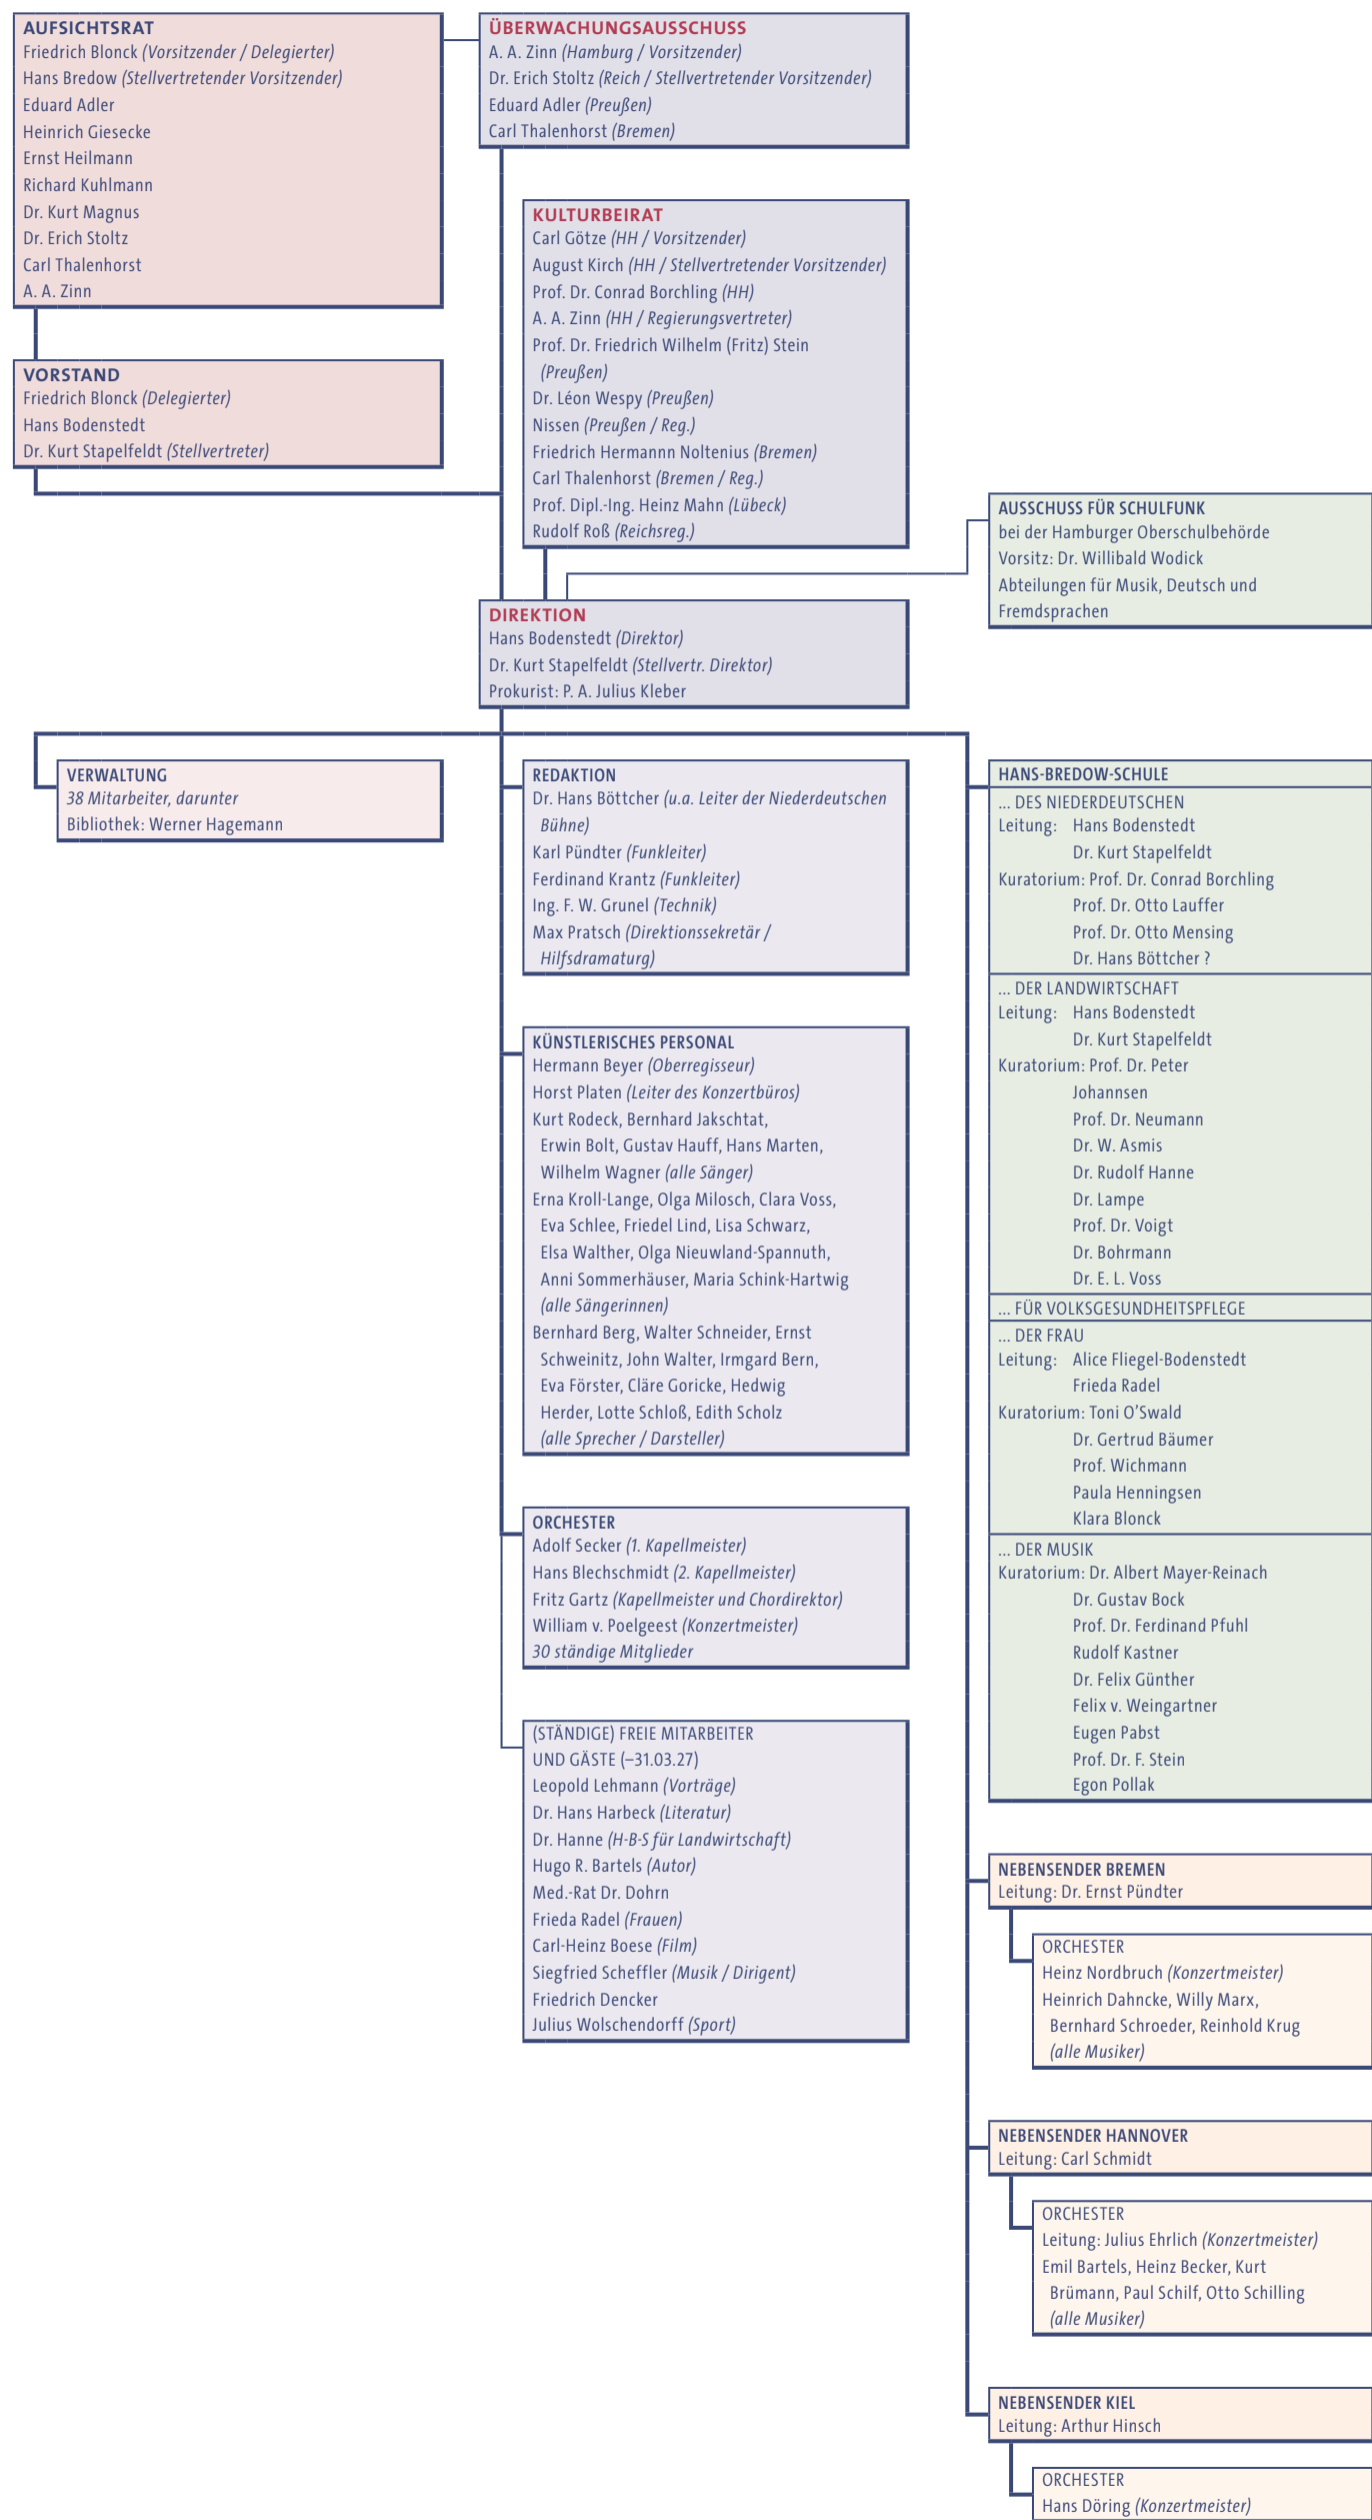 AUFSICHTSRAT
Friedrich Blonck (Vorsitzender / Delegierter)
Hans Bredow (Stellvertretender Vorsitzender)
Eduard Adler
Heinrich Giesecke
Ernst Heilmann
Richard Kuhlmann
Dr. Kurt Magnus
Dr. Erich Stoltz
Carl Thalenhorst
A. A. Zinn
VORSTAND
Friedrich Blonck (Delegierter)
Hans Bodenstedt
Dr. Kurt Stapelfeldt (Stellvertreter)
ÜBERWACHUNGSAUSSCHUSS
A. A. Zinn (Hamburg / Vorsitzender)
Dr. Erich Stoltz (Reich / Stellvertretender Vorsitzender)
Eduard Adler (Preußen)
Carl Thalenhorst (Bremen)
KULTURBEIRAT
Carl Götze (HH / Vorsitzender)
August Kirch (HH / Stellvertretender Vorsitzender)
Prof. Dr. Conrad Borchling (HH)
A. A. Zinn (HH / Regierungsvertreter)
Prof. Dr. Friedrich Wilhelm (Fritz) Stein
(Preußen)
Dr. Léon Wespy (Preußen)
Nissen (Preußen / Reg.)
Friedrich Hermannn Noltenius (Bremen)
Carl Thalenhorst (Bremen / Reg.)
Prof. Dipl.-Ing. Heinz Mahn (Lübeck)
Rudolf Roß (Reichsreg.)
AUSSCHUSS FÜR SCHULFUNK
bei der Hamburger Oberschulbehörde
Vorsitz: Dr. Willibald Wodick
Abteilungen für Musik, Deutsch und
Fremdsprachen
DIREKTION
Hans Bodenstedt (Direktor)
Dr. Kurt Stapelfeldt (Stellvertr. Direktor)
Prokurist: P. A. Julius Kleber
VERWALTUNG
38 Mitarbeiter, darunter
Bibliothek: Werner Hagemann
REDAKTION
Dr. Hans Böttcher (u.a. Leiter der Niederdeutschen
Bühne)
Karl Pündter (Funkleiter)
Ferdinand Krantz (Funkleiter)
Ing. F. W. Grunel (Technik)
Max Pratsch (Direktionssekretär /
Hilfsdramaturg)
KÜNSTLERISCHES PERSONAL
Hermann Beyer (Oberregisseur)
Horst Platen (Leiter des Konzertbüros)
Kurt Rodeck, Bernhard Jakschtat,
Erwin Bolt, Gustav Hauff, Hans Marten,
Wilhelm Wagner (alle Sänger)
Erna Kroll-Lange, Olga Milosch, Clara Voss,
Eva Schlee, Friedel Lind, Lisa Schwarz,
Elsa Walther, Olga Nieuwland-Spannuth,
Anni Sommerhäuser, Maria Schink-Hartwig
(alle Sängerinnen)
Bernhard Berg, Walter Schneider, Ernst
Schweinitz, John Walter, Irmgard Bern,
Eva Förster, Cläre Goricke, Hedwig
Herder, Lotte Schloß, Edith Scholz
(alle Sprecher / Darsteller)
ORCHESTER
Adolf Secker (1. Kapellmeister)
Hans Blechschmidt (2. Kapellmeister)
Fritz Gartz (Kapellmeister und Chordirektor)
William v. Poelgeest (Konzertmeister)
30 ständige Mitglieder
(STÄNDIGE) FREIE MITARBEITER
UND GÄSTE (–31.03.27)
Leopold Lehmann (Vorträge)
Dr. Hans Harbeck (Literatur)
Dr. Hanne (H-B-S für Landwirtschaft)
Hugo R. Bartels (Autor)
Med.-Rat Dr. Dohrn
Frieda Radel (Frauen)
Carl-Heinz Boese (Film)
Siegfried Scheffler (Musik / Dirigent)
Friedrich Dencker
Julius Wolschendorff (Sport)
HANS-BREDOW-SCHULE
... DES NIEDERDEUTSCHEN
Leitung: Hans Bodenstedt
Dr. Kurt Stapelfeldt
Kuratorium: Prof. Dr. Conrad Borchling
Prof. Dr. Otto Lauffer
Prof. Dr. Otto Mensing
Dr. Hans Böttcher ?
... DER LANDWIRTSCHAFT
Leitung: Hans Bodenstedt
Dr. Kurt Stapelfeldt
Kuratorium: Prof. Dr. Peter
Johannsen
Prof. Dr. Neumann
Dr. W. Asmis
Dr. Rudolf Hanne
Dr. Lampe
Prof. Dr. Voigt
Dr. Bohrmann
Dr. E. L. Voss
... FÜR VOLKSGESUNDHEITSPFLEGE
... DER FRAU
Leitung: Alice Fliegel-Bodenstedt
Frieda Radel
Kuratorium: Toni O'Swald
Dr. Gertrud Bäumer
Prof. Wichmann
Paula Henningsen
Klara Blonck
... DER MUSIK
Kuratorium: Dr. Albert Mayer-Reinach
Dr. Gustav Bock
Prof. Dr. Ferdinand Pfuhl
Rudolf Kastner
Dr. Felix Günther
Felix v. Weingartner
Eugen Pabst
Prof. Dr. F. Stein
Egon Pollak
NEBENSENDER BREMEN
Leitung: Dr. Ernst Pündter
ORCHESTER
Heinz Nordbruch (Konzertmeister)
Heinrich Dahncke, Willy Marx,
Bernhard Schroeder, Reinhold Krug
(alle Musiker)
NEBENSENDER HANNOVER
Leitung: Carl Schmidt
ORCHESTER
Leitung: Julius Ehrlich (Konzertmeister)
Emil Bartels, Heinz Becker, Kurt
Brümann, Paul Schilf, Otto Schilling
(alle Musiker)
NEBENSENDER KIEL
Leitung: Arthur Hinsch
ORCHESTER
Hans Döring (Konzertmeister)